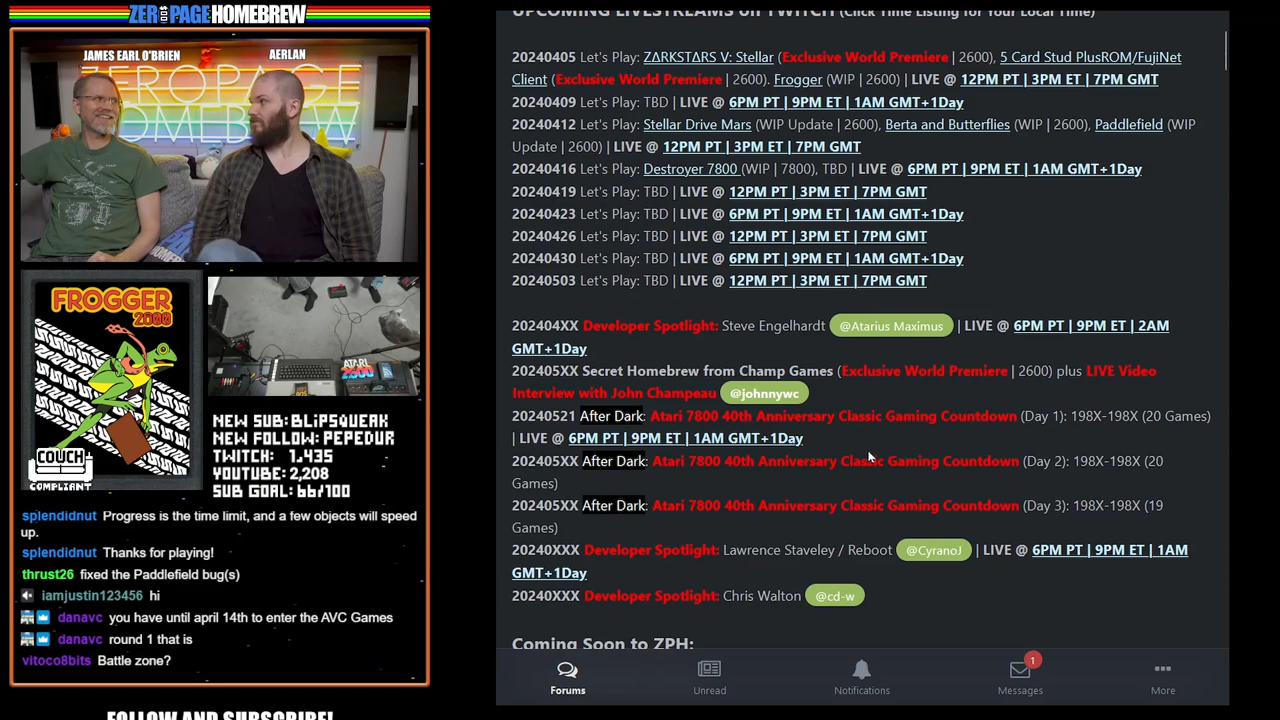 ZEROPAGEHOMEBREW
JAMES EARL O'BRIEN
AERLAN
ZEROPAGE
HOMEBREW
FROGGER
2600
COUCH
COMPLIANT
ATARI
2600
NEW SUB: BLIPSQUEAK
NEW FOLLOW: PEPEDUR
TWITCH: 1,435
YOUTUBE: 2,208
SUB GOAL: 66/100
splendidnut Progress is the time limit, and a few objects will speed
up.
splendidnut Thanks for playing!
thrust26 fixed the Paddlefield bug(s)
iamjustin123456 hi
danavc you have until april 14th to enter the AVC Games
danavc round 1 that is
vitoco8bits Battle zone?
FOLLOW AND SUBSCRIBE!
UPCOMING LIVESTREAMS on TWITCH (Click Time Listing for Your Local Time)
20240405 Let's Play: ZΔRKSTΔRS V: Stellar (Exclusive World Premiere | 2600), 5 Card Stud PlusROM/FujiNet
Client (Exclusive World Premiere | 2600). Frogger (WIP | 2600) | LIVE @ 12PM PT | 3PM ET | 7PM GMT
20240409 Let's Play: TBD | LIVE @ 6PM PT | 9PM ET | 1AM GMT+1Day
20240412 Let's Play: Stellar Drive Mars (WIP Update | 2600), Berta and Butterflies (WIP | 2600), Paddlefield (WIP
Update | 2600) | LIVE @ 12PM PT | 3PM ET | 7PM GMT
20240416 Let's Play: Destroyer 7800 (WIP | 7800), TBD | LIVE @ 6PM PT | 9PM ET | 1AM GMT+1Day
20240419 Let's Play: TBD | LIVE @ 12PM PT | 3PM ET | 7PM GMT
20240423 Let's Play: TBD | LIVE @ 6PM PT | 9PM ET | 1AM GMT+1Day
20240426 Let's Play: TBD | LIVE @ 12PM PT | 3PM ET | 7PM GMT
20240430 Let's Play: TBD | LIVE @ 6PM PT | 9PM ET | 1AM GMT+1Day
20240503 Let's Play: TBD | LIVE @ 12PM PT | 3PM ET | 7PM GMT
202404XX Developer Spotlight: Steve Engelhardt @Atarius Maximus | LIVE @ 6PM PT | 9PM ET | 2AM
GMT+1Day
202405XX Secret Homebrew from Champ Games (Exclusive World Premiere | 2600) plus LIVE Video
Interview with John Champeau @johnnywc
20240521 After Dark: Atari 7800 40th Anniversary Classic Gaming Countdown (Day 1): 198X-198X (20 Games)
| LIVE @ 6PM PT | 9PM ET | 1AM GMT+1Day
202405XX After Dark: Atari 7800 40th Anniversary Classic Gaming Countdown (Day 2): 198X-198X (20
Games)
202405XX After Dark: Atari 7800 40th Anniversary Classic Gaming Countdown (Day 3): 198X-198X (19
Games)
20240XXX Developer Spotlight: Lawrence Staveley / Reboot @CyranoJ | LIVE @ 6PM PT | 9PM ET | 1AM
GMT+1Day
20240XXX Developer Spotlight: Chris Walton @cd-w
Coming Soon to ZPH:
1
Forums
Unread
Notifications
Messages
More